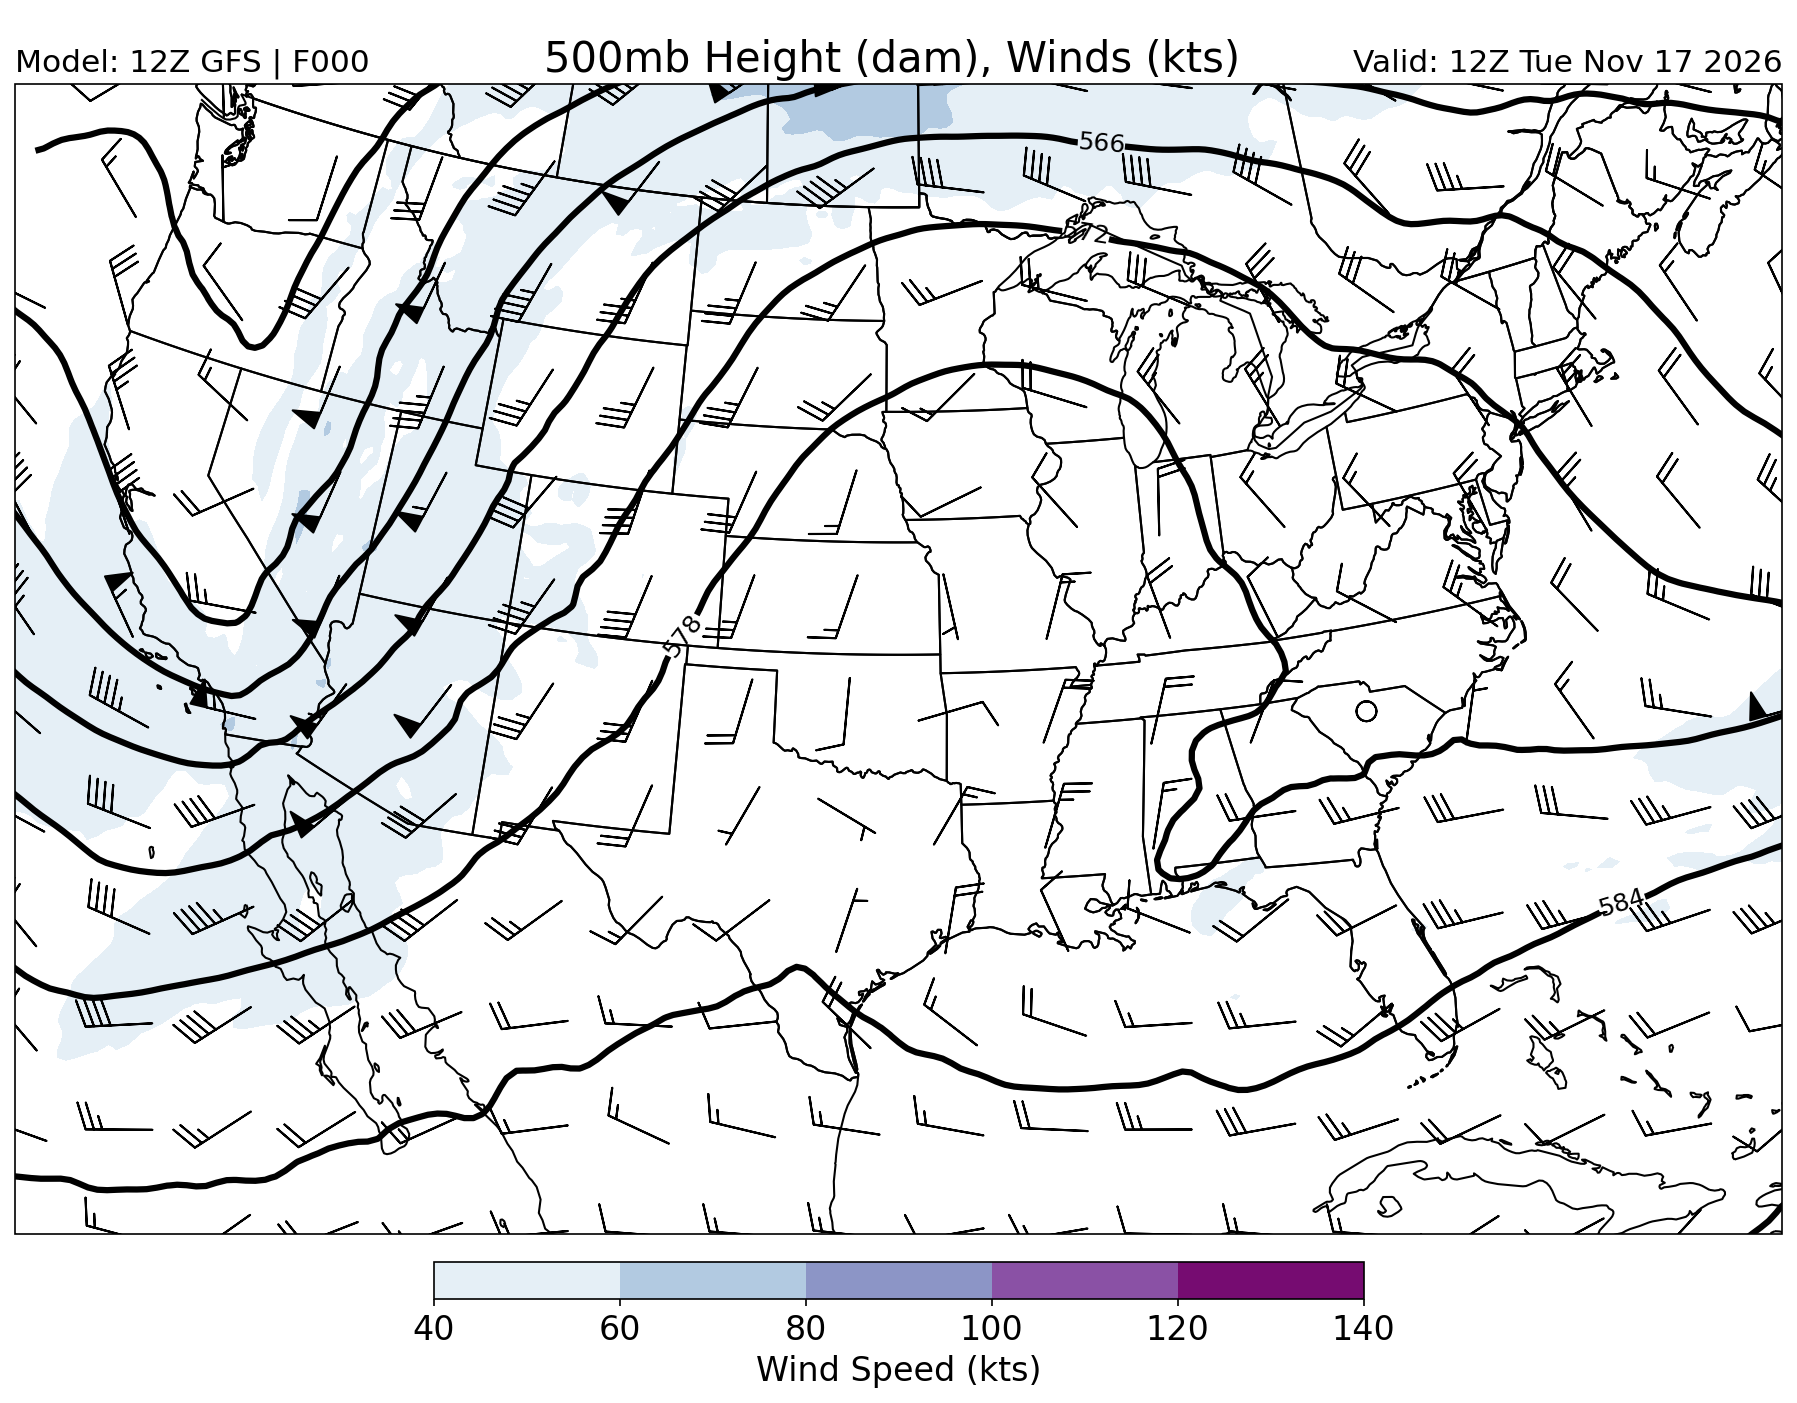 Model: 12Z GFS | F000
500mb Height (dam), Winds (kts)
Valid: 12Z Tue Nov 17 2026
566
572
578
584
40 60 80 100 120 140
Wind Speed (kts)